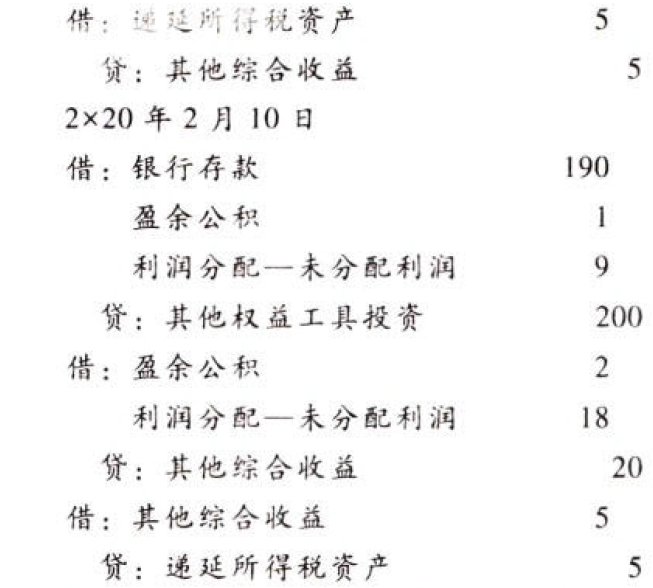 借：递延所得税资产 5
贷：其他综合收益 5
2×20 年 2 月 10 日
借：银行存款 190
盈余公积 1
利润分配—未分配利润 9
贷：其他权益工具投资 200
借：盈余公积 2
利润分配—未分配利润 18
贷：其他综合收益 20
借：其他综合收益 5
贷：递延所得税资产 5